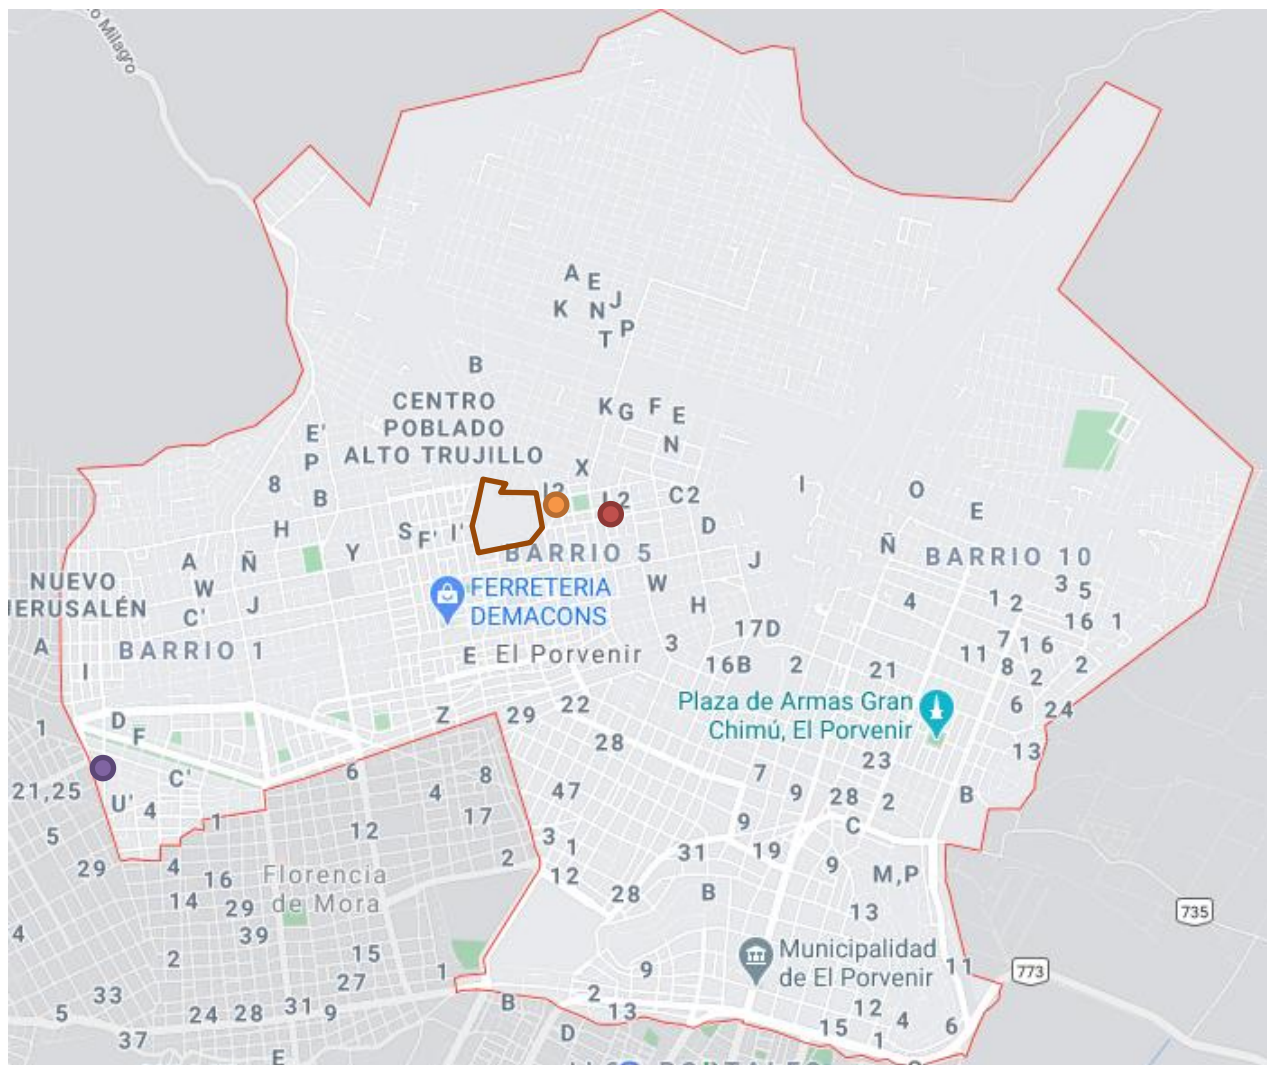 o Milagro
A
E
K
N
J
T
P
B
CENTRO
POBLADO
ALTO TRUJILLO
K
G
F
E
N
E'
P
8
B
X
J2
L2
C2
I
O
E
H
S
F'
I'
D
Ñ
BARRIO 5
BARRIO 10
A
Ñ
Y
J
NUEVO
JERUSALÉN
W
C'
J
FERRETERIA
DEMACONS
W
H
4
1
2
3
5
16
1
A
BARRIO 1
E
El Porvenir
3
17D
16B
2
21
11
7
1
6
8
2
2
I
Plaza de Armas Gran
Chimú, El Porvenir
6
24
1
D
F
Z
29
22
28
23
13
21,25
C'
U'
4
6
4
8
47
7
9
28
2
B
5
1
12
17
3
1
9
C
29
4
16
Florencia
de Mora
2
12
31
19
9
M,P
14
29
28
B
13
4
39
2
15
27
1
9
Municipalidad
de El Porvenir
11
735
773
33
5
24
28
31
9
B
2
13
12
4
6
37
E
D
15
1